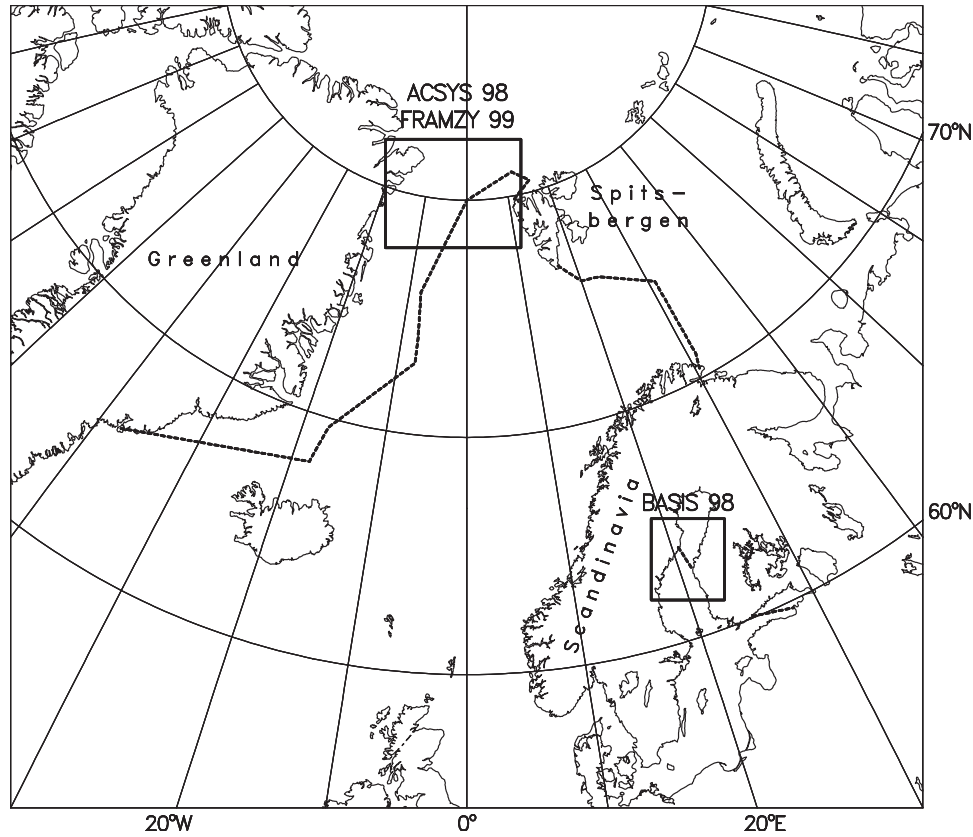 ACSYS 98
FRAMZY 99
70°N
Spits-
bergen
Greenland
BASIS 98
60°N
Scandinavia
20°W
0°
20°E